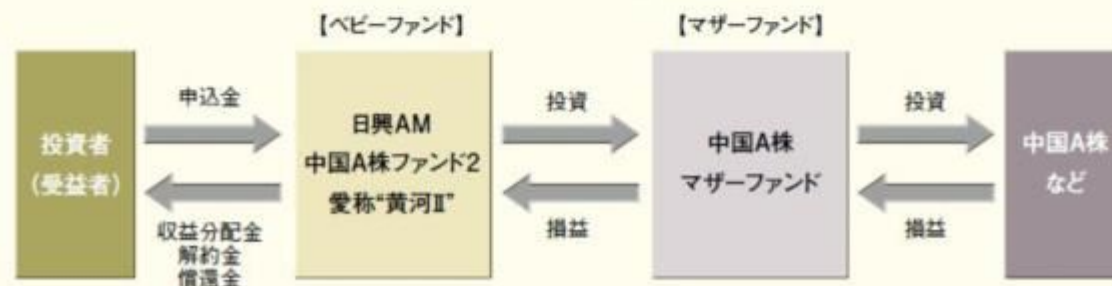 【ベビーファンド】
【マザーファンド】
投資者
(受益者)
申込金
収益分配金
解約金
償還金
日興AM
中国A株ファンド2
愛称“黄河Ⅱ”
投資
損益
中国A株
マザーファンド
投資
損益
中国A株
など